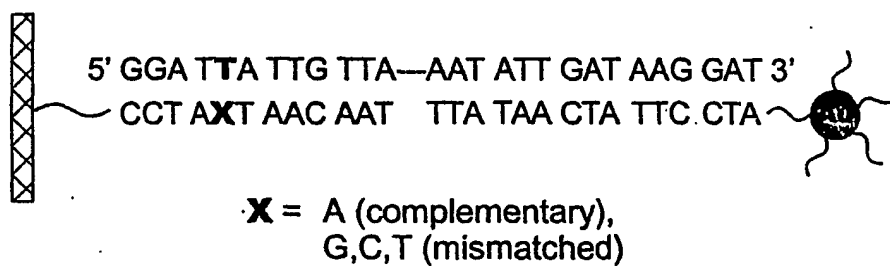 5' GGA TTA TTG TTA—AAT ATT GAT AAG GAT 3'
CCT AXT AAC AAT TTA TAA CTA TTC CTA
Au
X = A (complementary),
G,C,T (mismatched)